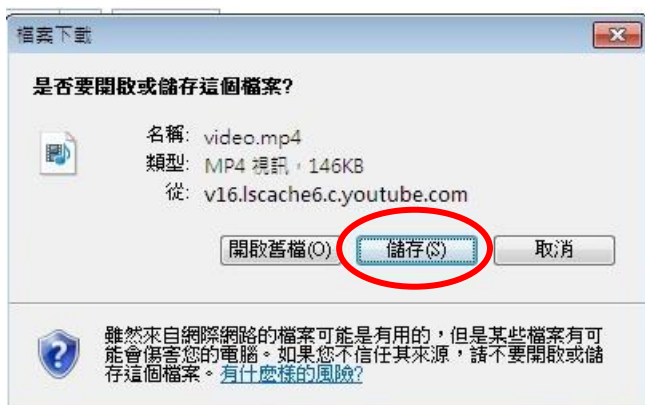 檔案下載
是否要開啟或儲存這個檔案?
名稱: video.mp4
類型: MP4 視訊，146KB
從: v16.lscache6.c.youtube.com
開啟舊檔(O) 儲存(S) 取消
雖然來自網際網路的檔案可能是有用的，但是某些檔案有可
能會傷害您的電腦。如果您不信任其來源，請不要開啟或儲
存這個檔案。有什麼樣的風險?